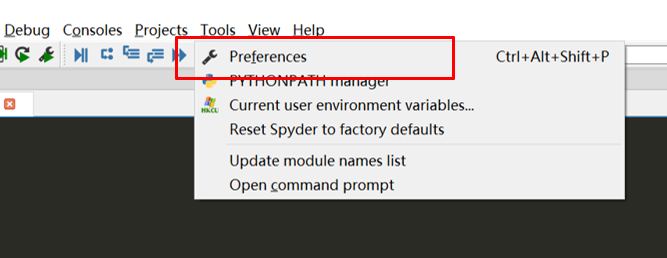 Debug Consoles Projects Tools View Help
Preferences Ctrl+Alt+Shift+P
PYTHONPATH manager
HKCU Current user environment variables...
Reset Spyder to factory defaults
Update module names list
Open command prompt